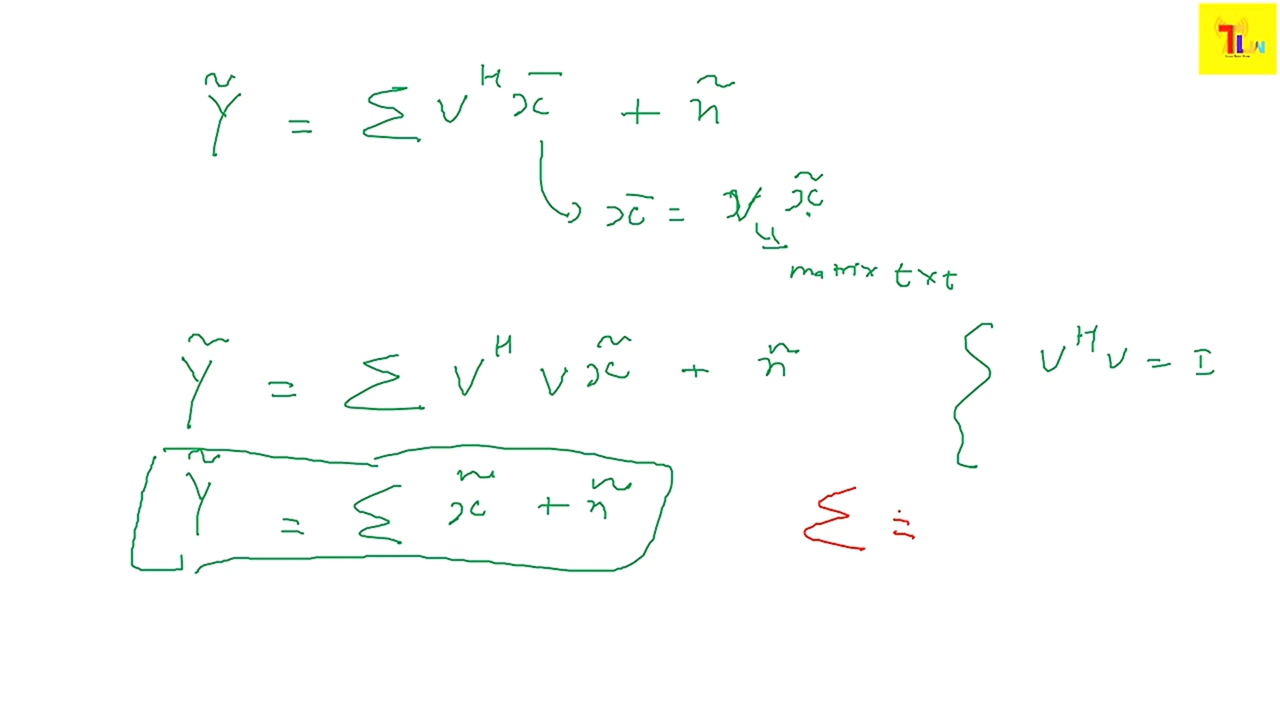 Ỹ = Σ V^H x̄ + ñ
x̄ = V x̃
matrix txt
Ỹ = Σ V^H V x̃ + ñ
{ V^H V = I
Ỹ = Σ x̃ + ñ
Σ =